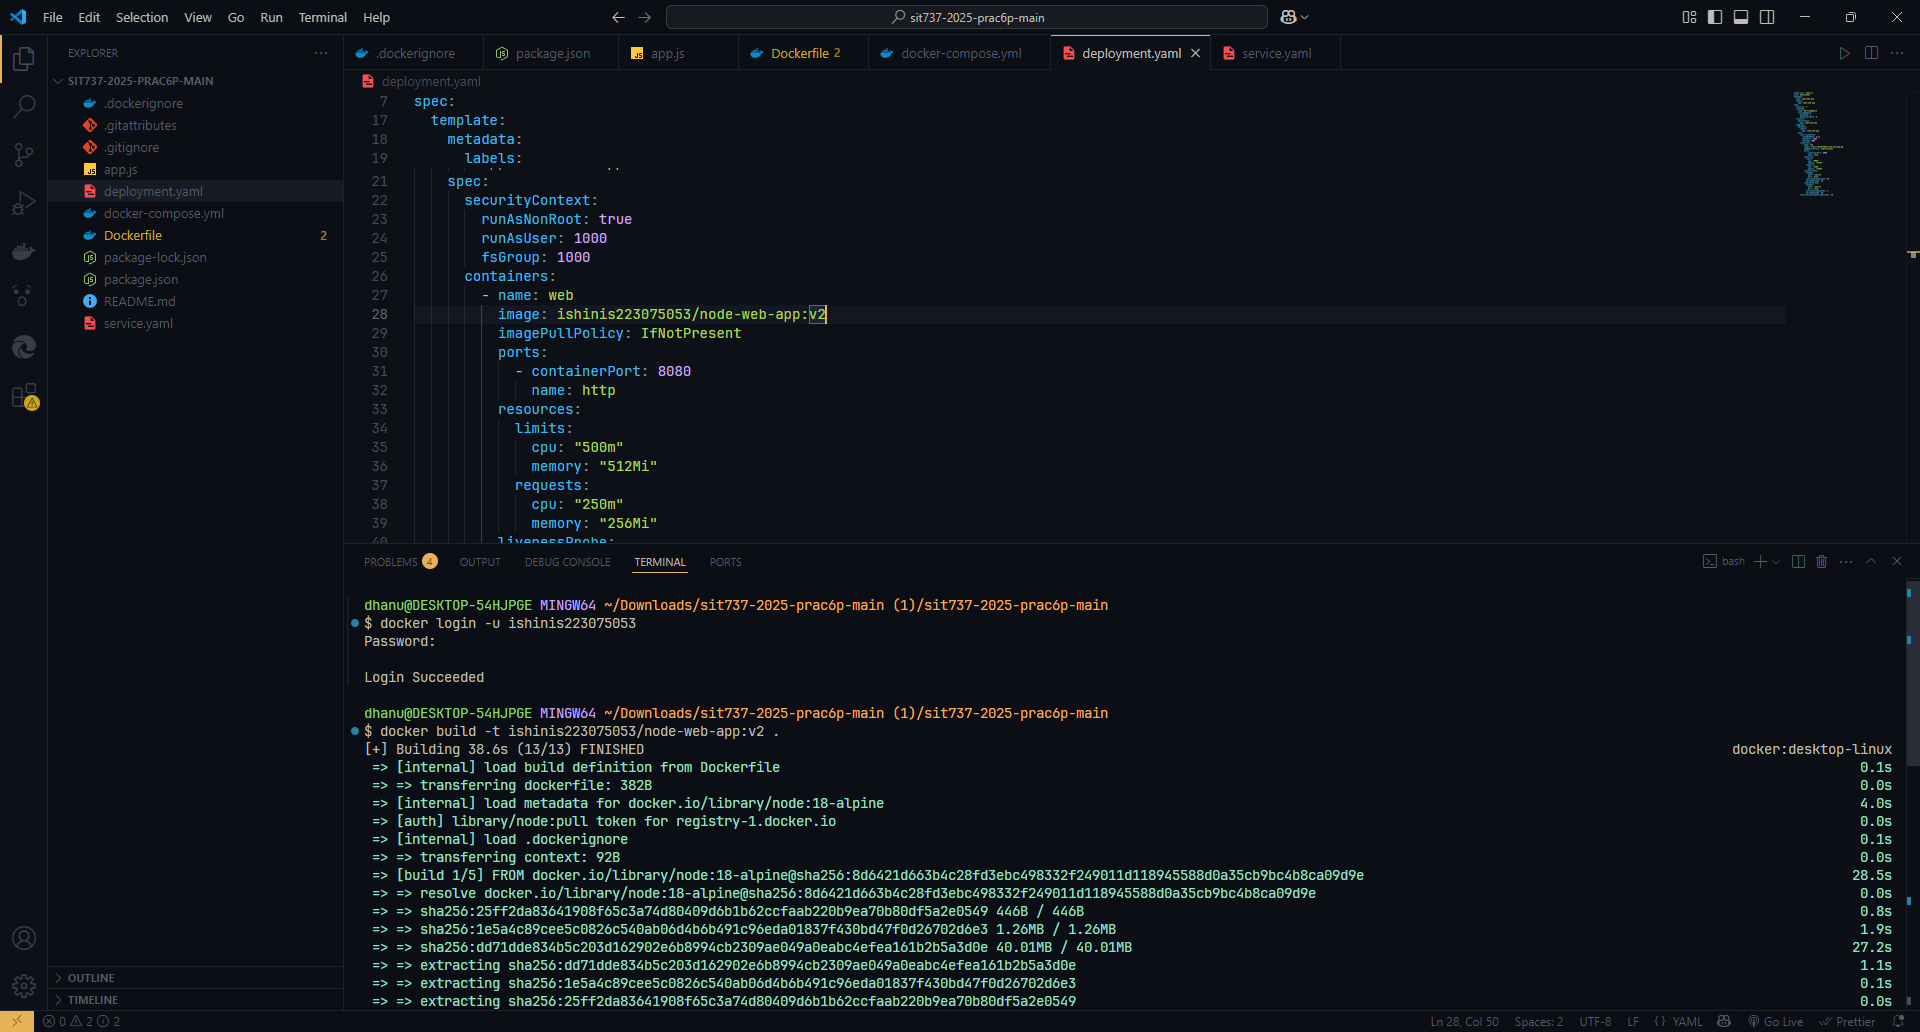 File Edit Selection View Go Run Terminal Help
sit737-2025-prac6p-main
EXPLORER
SIT737-2025-PRAC6P-MAIN
.dockerignore
.gitattributes
.gitignore
app.js
deployment.yaml
docker-compose.yml
Dockerfile 2
package-lock.json
package.json
README.md
service.yaml
OUTLINE
TIMELINE
.dockerignore package.json app.js Dockerfile 2 docker-compose.yml deployment.yaml service.yaml
deployment.yaml
7 spec:
17 template:
18 metadata:
19 labels:
21 spec:
22 securityContext:
23 runAsNonRoot: true
24 runAsUser: 1000
25 fsGroup: 1000
26 containers:
27 - name: web
28 image: ishinis223075053/node-web-app:v2
29 imagePullPolicy: IfNotPresent
30 ports:
31 - containerPort: 8080
32 name: http
33 resources:
34 limits:
35 cpu: "500m"
36 memory: "512Mi"
37 requests:
38 cpu: "250m"
39 memory: "256Mi"
40 livenessProbe:
PROBLEMS 4 OUTPUT DEBUG CONSOLE TERMINAL PORTS bash
dhanu@DESKTOP-54HJPGE MINGW64 ~/Downloads/sit737-2025-prac6p-main (1)/sit737-2025-prac6p-main
$ docker login -u ishinis223075053
Password:
Login Succeeded
dhanu@DESKTOP-54HJPGE MINGW64 ~/Downloads/sit737-2025-prac6p-main (1)/sit737-2025-prac6p-main
$ docker build -t ishinis223075053/node-web-app:v2 .
[+] Building 38.6s (13/13) FINISHED docker:desktop-linux
=> [internal] load build definition from Dockerfile 0.1s
=> => transferring dockerfile: 382B 0.0s
=> [internal] load metadata for docker.io/library/node:18-alpine 4.0s
=> [auth] library/node:pull token for registry-1.docker.io 0.0s
=> [internal] load .dockerignore 0.1s
=> => transferring context: 92B 0.0s
=> [build 1/5] FROM docker.io/library/node:18-alpine@sha256:8d6421d663b4c28fd3ebc498332f249011d118945588d0a35cb9bc4b8ca09d9e 28.5s
=> => resolve docker.io/library/node:18-alpine@sha256:8d6421d663b4c28fd3ebc498332f249011d118945588d0a35cb9bc4b8ca09d9e 0.0s
=> => sha256:25ff2da83641908f65c3a74d80409d6b1b62ccfaab220b9ea70b80df5a2e0549 446B / 446B 0.8s
=> => sha256:1e5a4c89cee5c0826c540ab06d4b6b491c96eda01837f430bd47f0d26702d6e3 1.26MB / 1.26MB 1.9s
=> => sha256:dd71dde834b5c203d162902e6b8994cb2309ae049a0eabc4efea161b2b5a3d0e 40.01MB / 40.01MB 27.2s
=> => extracting sha256:dd71dde834b5c203d162902e6b8994cb2309ae049a0eabc4efea161b2b5a3d0e 1.1s
=> => extracting sha256:1e5a4c89cee5c0826c540ab06d4b6b491c96eda01837f430bd47f0d26702d6e3 0.1s
=> => extracting sha256:25ff2da83641908f65c3a74d80409d6b1b62ccfaab220b9ea70b80df5a2e0549 0.0s
0 2 2 Ln 28, Col 50 Spaces: 2 UTF-8 LF { } YAML Go Live Prettier